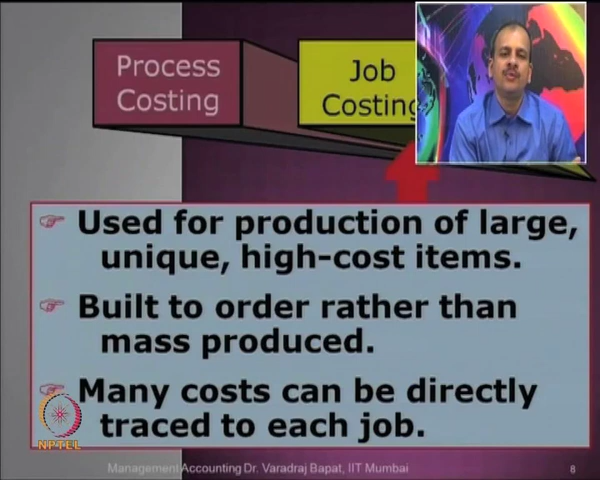 Process
Costing
Job
Costing
Used for production of large,
unique, high-cost items.
Built to order rather than
mass produced.
Many costs can be directly
traced to each job.
NPTEL
Management Accounting Dr. Varadraj Bapat, IIT Mumbai
8